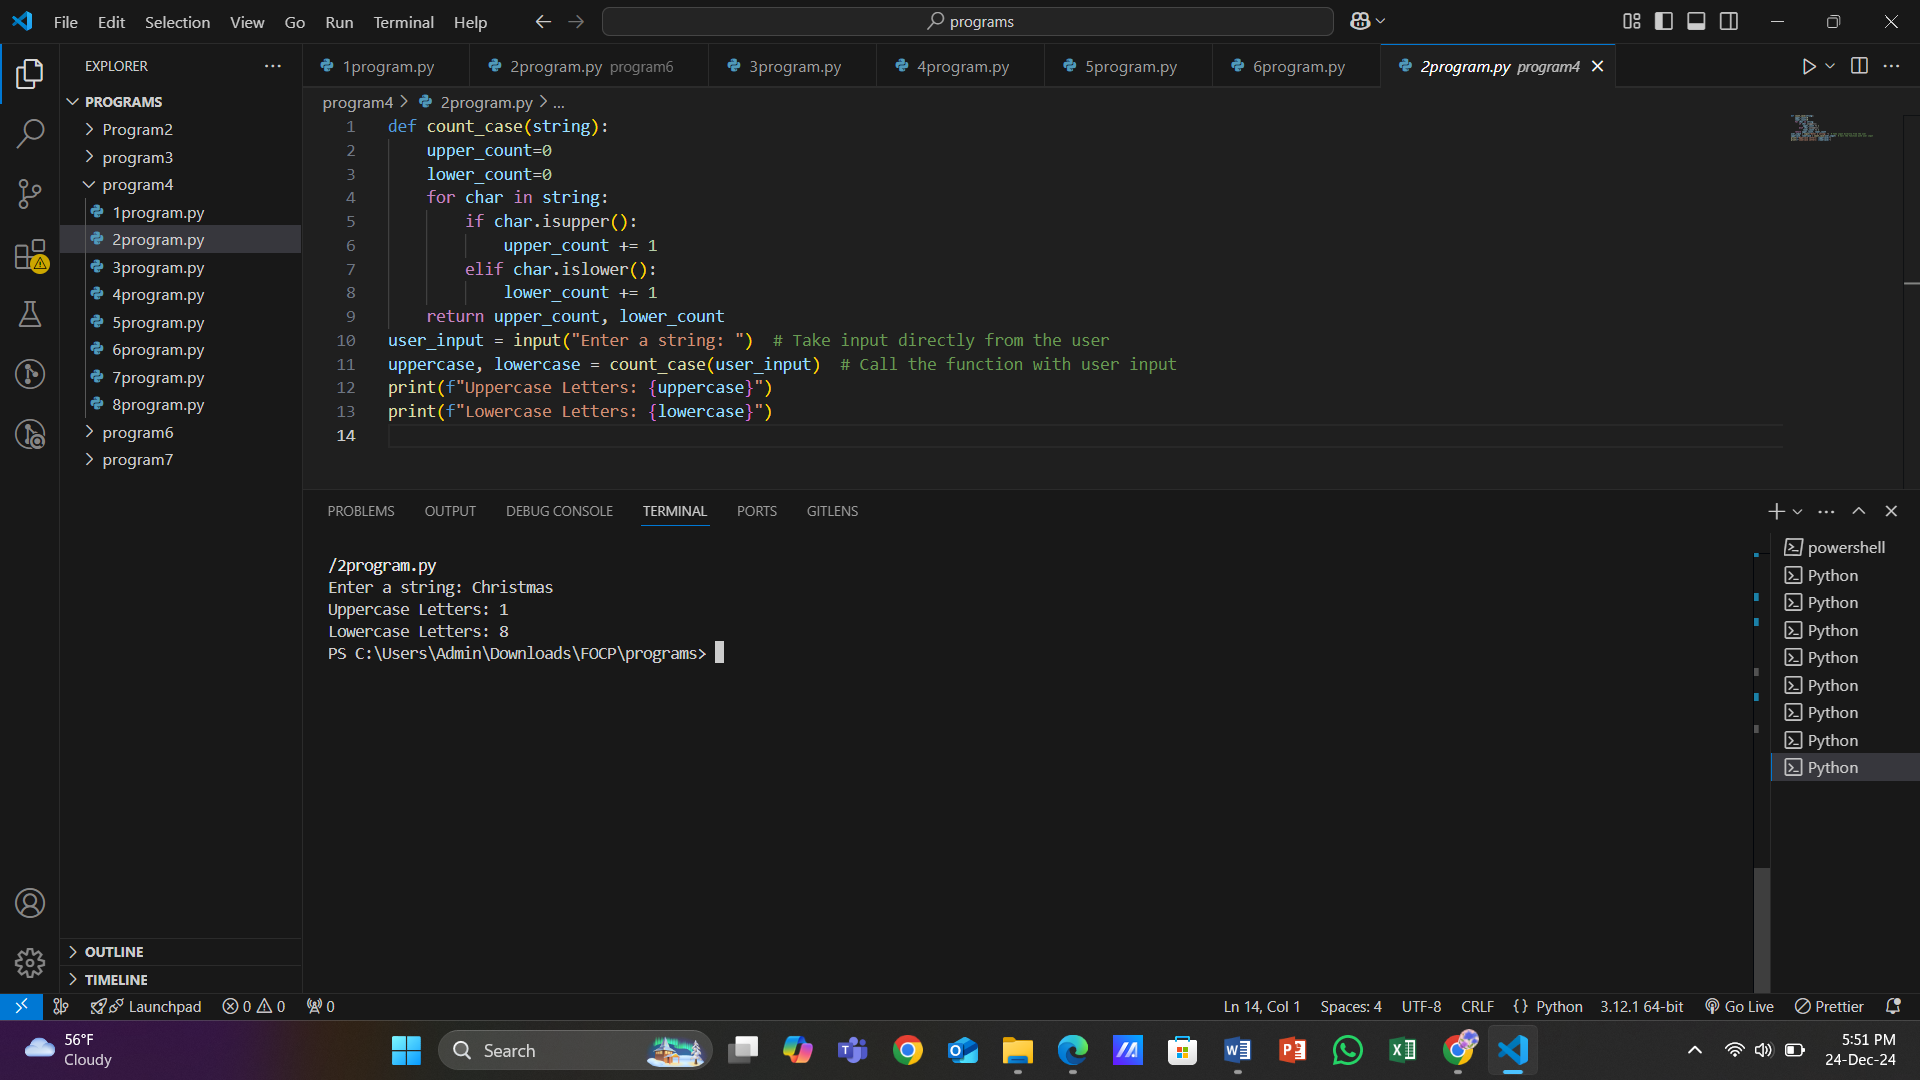 File Edit Selection View Go Run Terminal Help
programs
EXPLORER
PROGRAMS
Program2
program3
program4
1program.py
2program.py
3program.py
4program.py
5program.py
6program.py
7program.py
8program.py
program6
program7
OUTLINE
TIMELINE
1program.py 2program.py program6 3program.py 4program.py 5program.py 6program.py 2program.py program4
program4 > 2program.py > ...
1 def count_case(string):
2 upper_count=0
3 lower_count=0
4 for char in string:
5 if char.isupper():
6 upper_count += 1
7 elif char.islower():
8 lower_count += 1
9 return upper_count, lower_count
10 user_input = input("Enter a string: ")  # Take input directly from the user
11 uppercase, lowercase = count_case(user_input)  # Call the function with user input
12 print(f"Uppercase Letters: {uppercase}")
13 print(f"Lowercase Letters: {lowercase}")
14
PROBLEMS OUTPUT DEBUG CONSOLE TERMINAL PORTS GITLENS
/2program.py
Enter a string: Christmas
Uppercase Letters: 1
Lowercase Letters: 8
PS C:\Users\Admin\Downloads\FOCP\programs>
powershell
Python
Python
Python
Python
Python
Python
Python
Python
Launchpad 0 0 0
Ln 14, Col 1 Spaces: 4 UTF-8 CRLF {} Python 3.12.1 64-bit Go Live Prettier
56°F
Cloudy
Search
5:51 PM
24-Dec-24